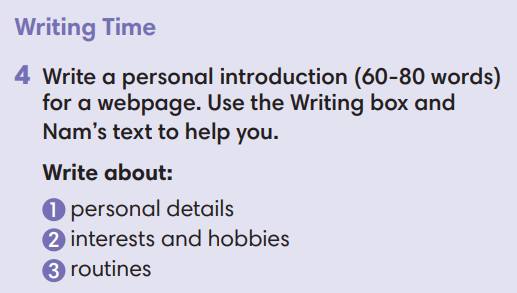 Writing Time
4 Write a personal introduction (60-80 words)
for a webpage. Use the Writing box and
Nam's text to help you.
Write about:
1 personal details
2 interests and hobbies
3 routines